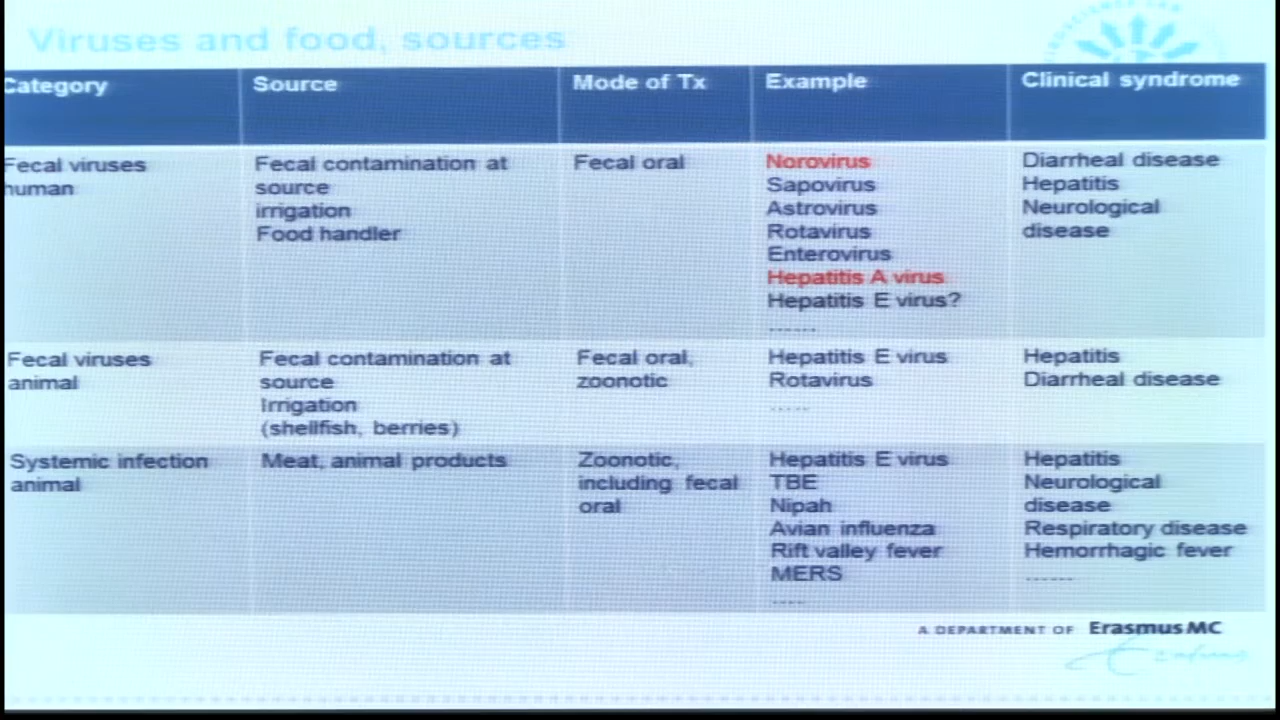 Viruses and food, sources
Category Source Mode of Tx Example Clinical syndrome
Fecal viruses human
Fecal contamination at
source
irrigation
Food handler
Fecal oral
Norovirus
Sapovirus
Astrovirus
Rotavirus
Enterovirus
Hepatitis A virus
Hepatitis E virus?
......
Diarrheal disease
Hepatitis
Neurological
disease
Fecal viruses
animal
Fecal contamination at
source
Irrigation
(shellfish, berries)
Fecal oral,
zoonotic
Hepatitis E virus
Rotavirus
.....
Hepatitis
Diarrheal disease
Systemic infection
animal
Meat, animal products
Zoonotic,
including fecal
oral
Hepatitis E virus
TBE
Nipah
Avian influenza
Rift valley fever
MERS
....
Hepatitis
Neurological
disease
Respiratory disease
Hemorrhagic fever
......
A DEPARTMENT OF Erasmus MC
Erasmus